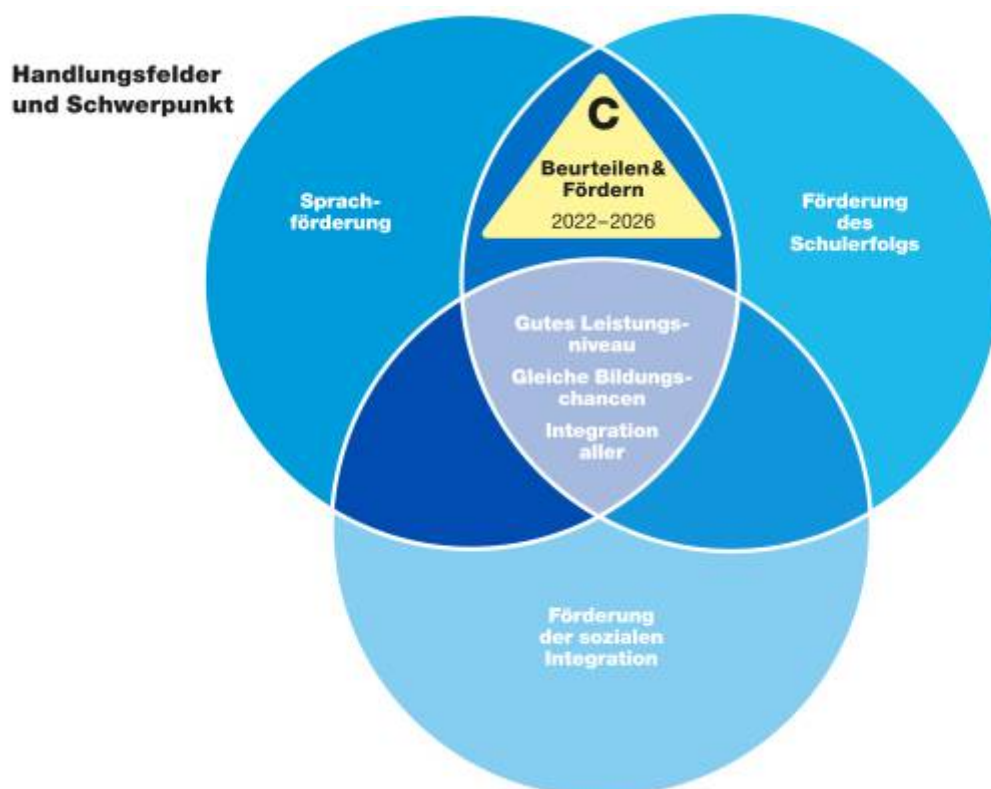 Handlungsfelder
und Schwerpunkt
C
Beurteilen &
Fördern
2022–2026
Sprach-
förderung
Förderung
des
Schulerfolgs
Gutes Leistungs-
niveau
Gleiche Bildungs-
chancen
Integration
aller
Förderung
der sozialen
Integration